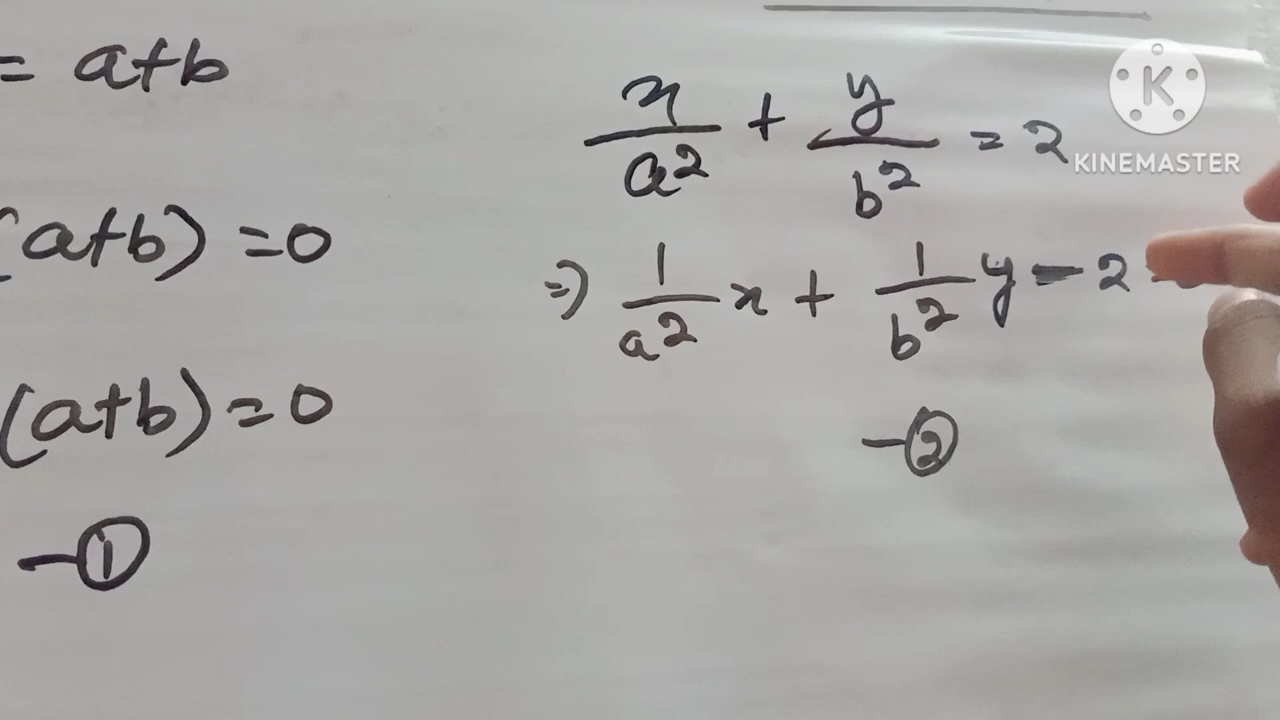 = a+b
(a+b) = 0
(a+b) = 0
- ①
x/a² + y/b² = 2
⇒ 1/a² x + 1/b² y - 2
- ②
K
KINEMASTER